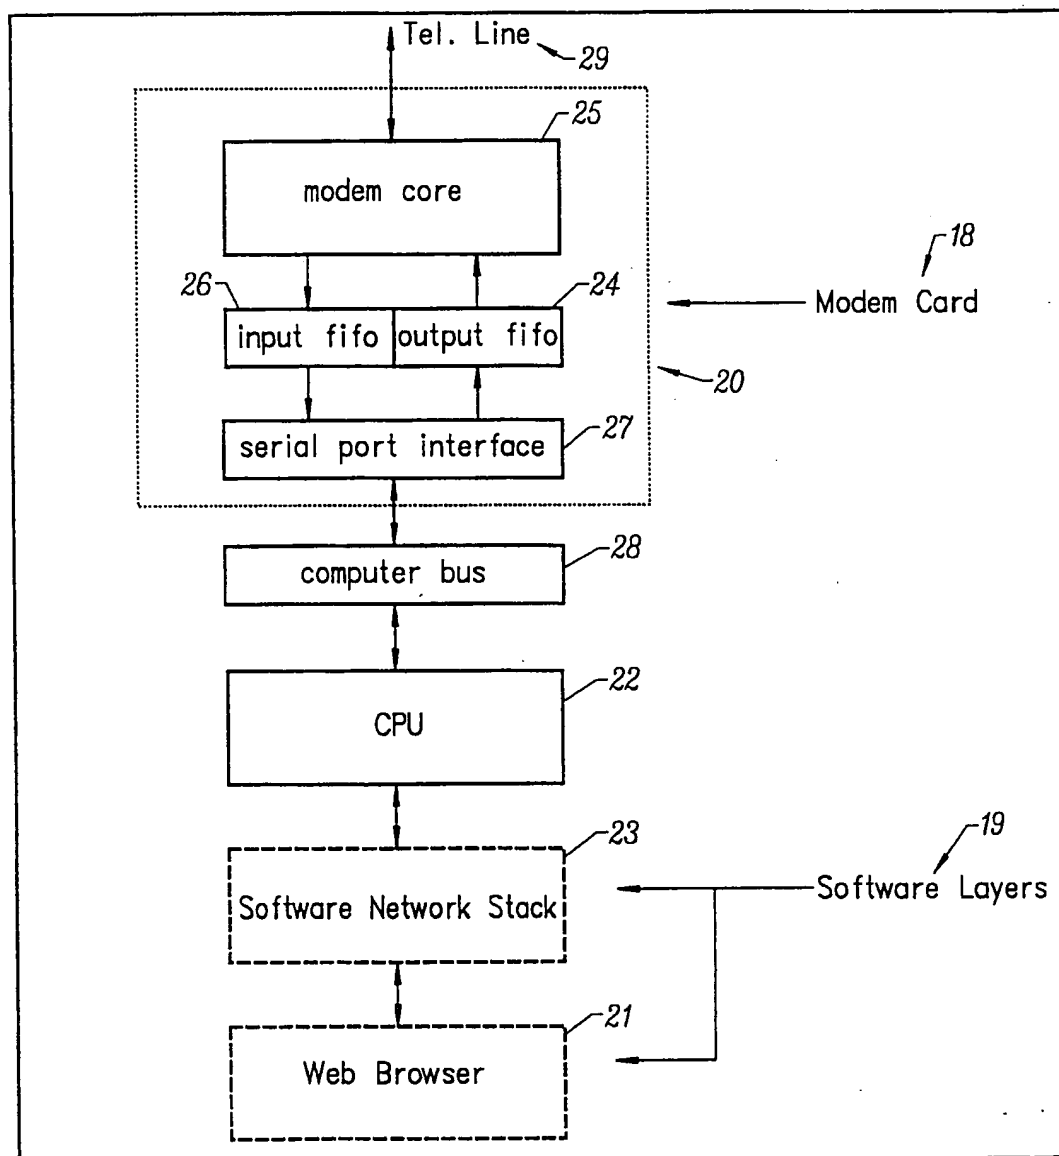 Tel. Line
29
25
modem core
18
26
24
Modem Card
input fifo
output fifo
20
27
serial port interface
28
computer bus
22
CPU
23
19
Software Network Stack
Software Layers
21
Web Browser